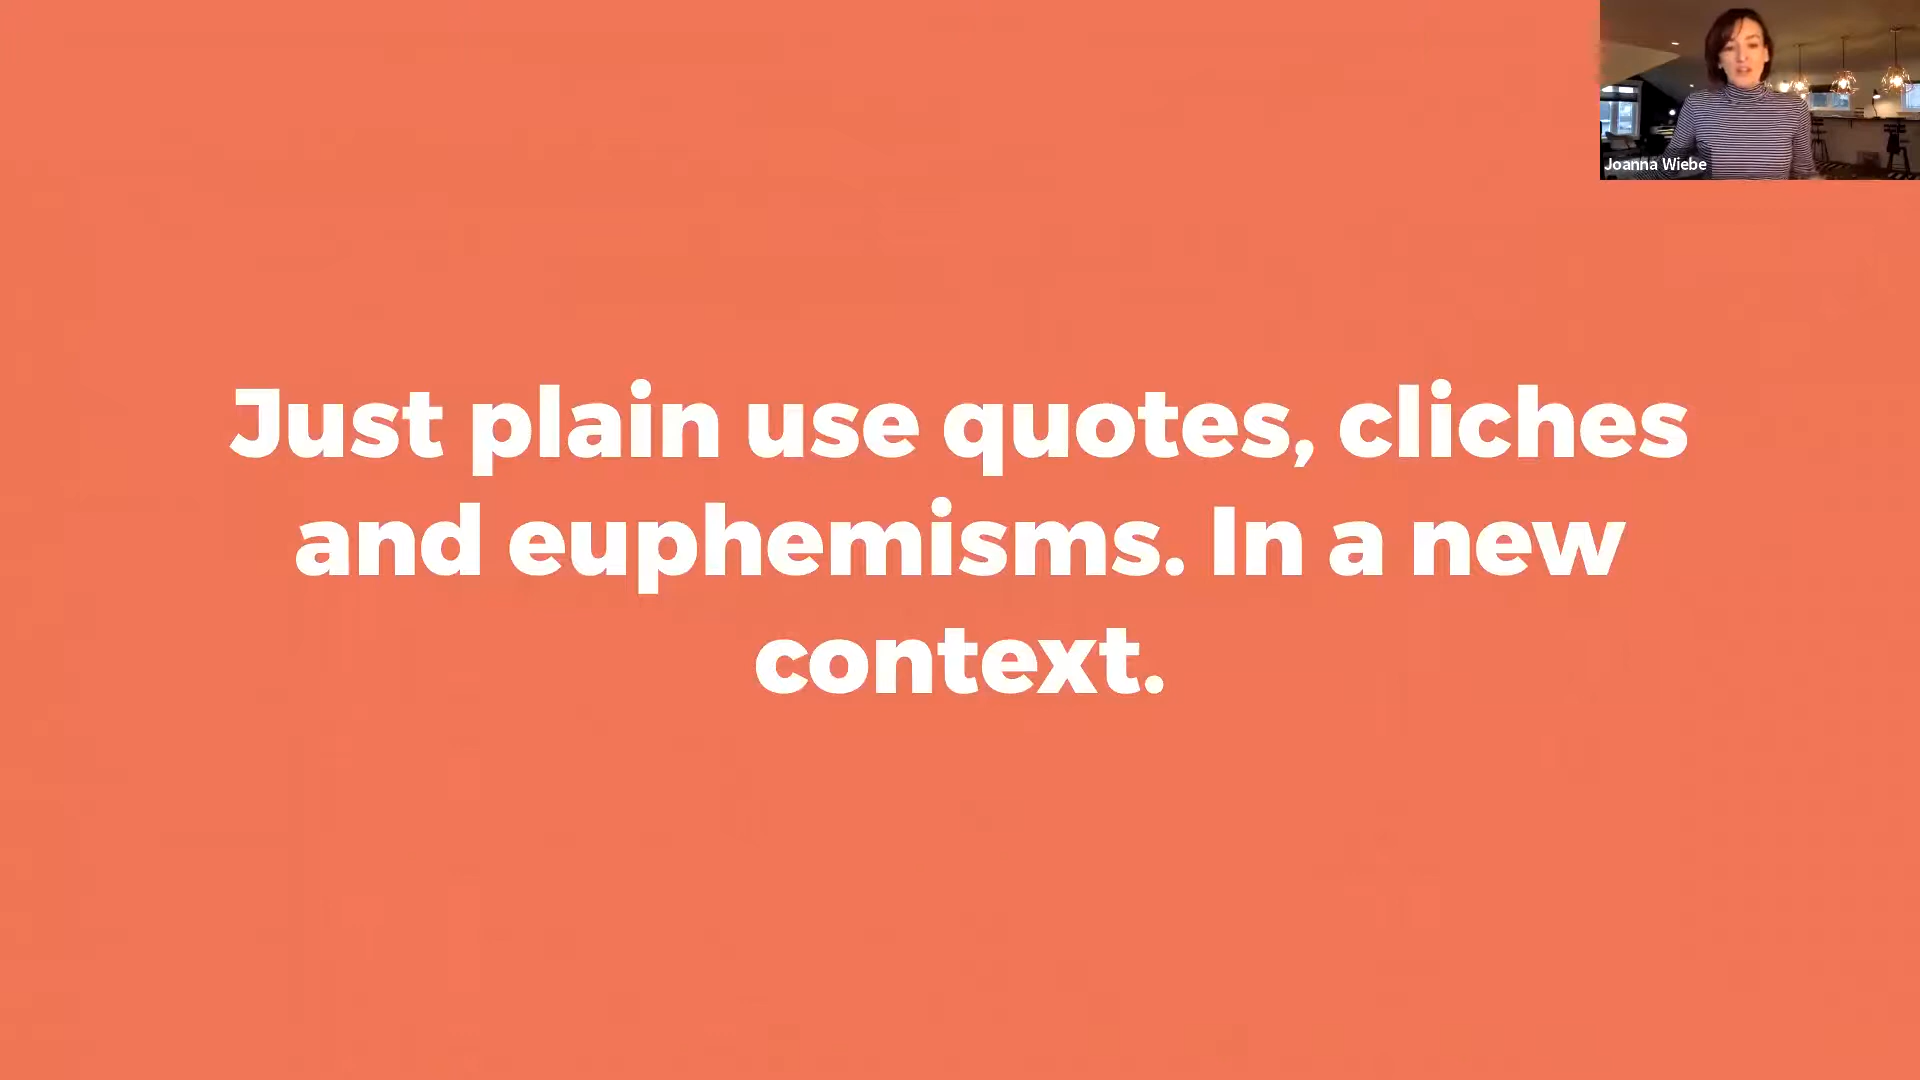 Joanna Wiebe
Just plain use quotes, cliches
and euphemisms. In a new
context.